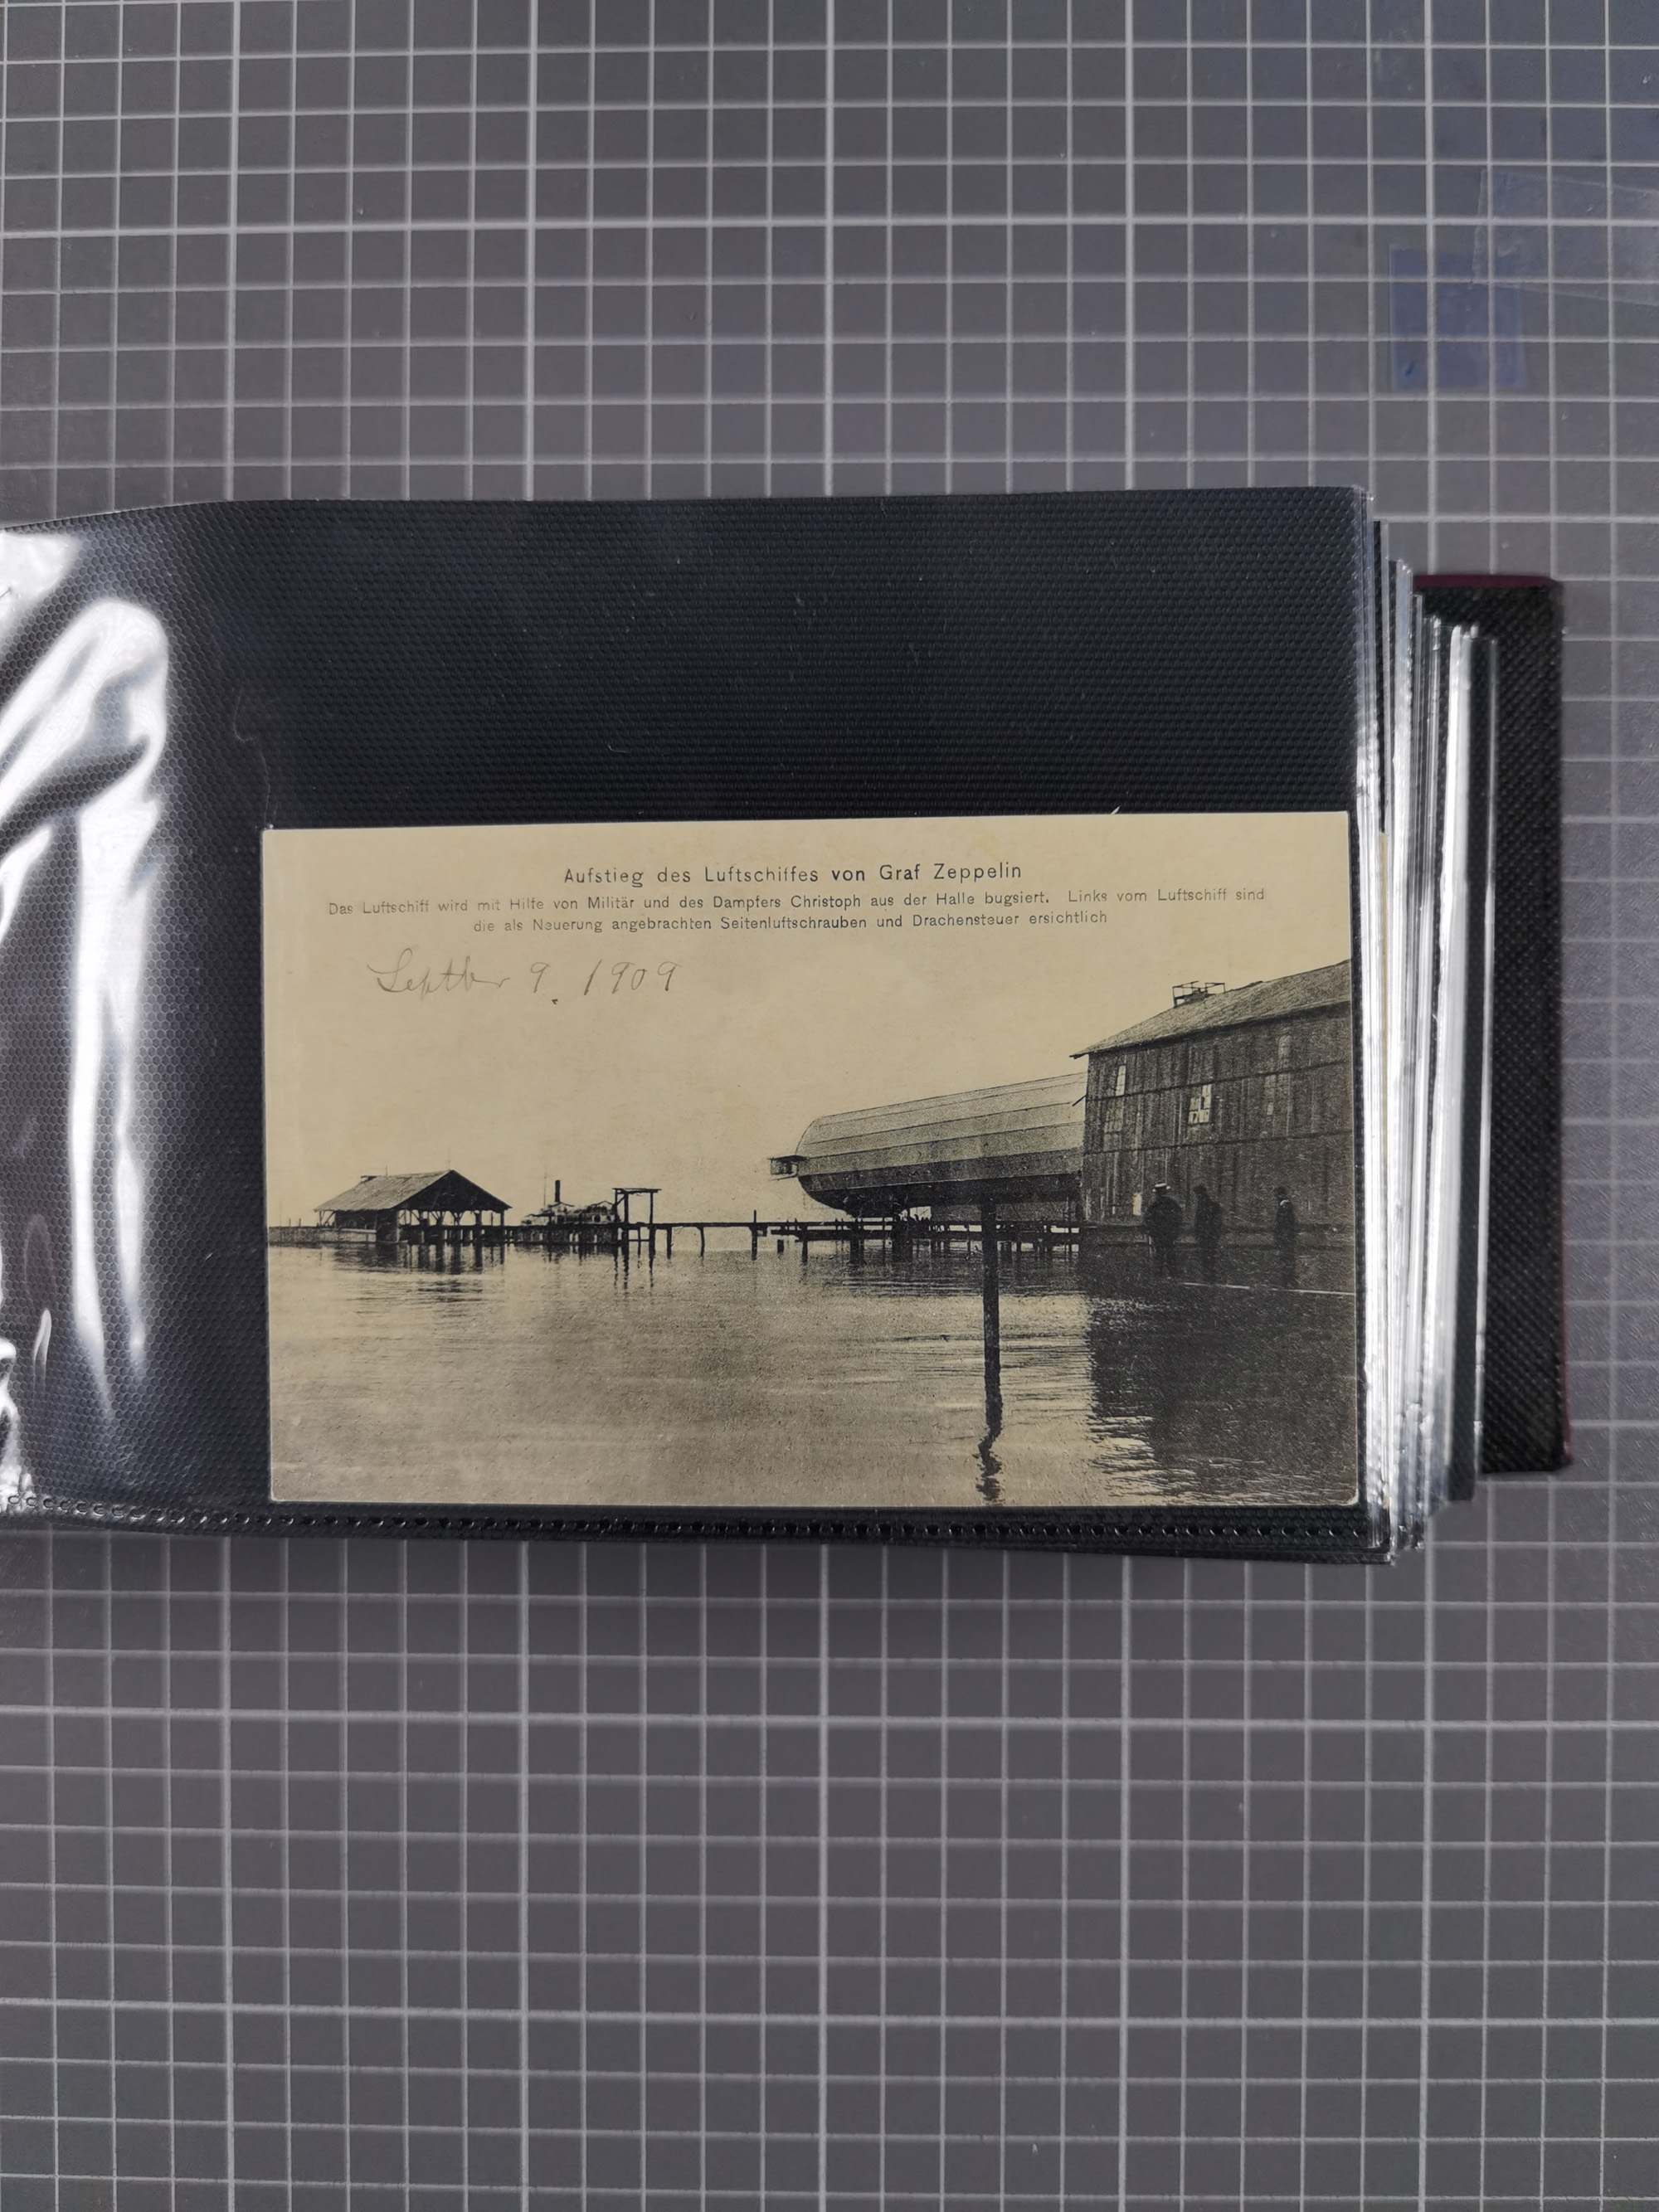 Aufstieg des Luftschiffes von Graf Zeppelin
Das Luftschiff wird mit Hilfe von Militär und des Dampfers Christoph aus der Halle bugsiert. Links vom Luftschiff sind
die als Neuerung angebrachten Seitenluftschrauben und Drachensteuer ersichtlich
Septber 9. 1909